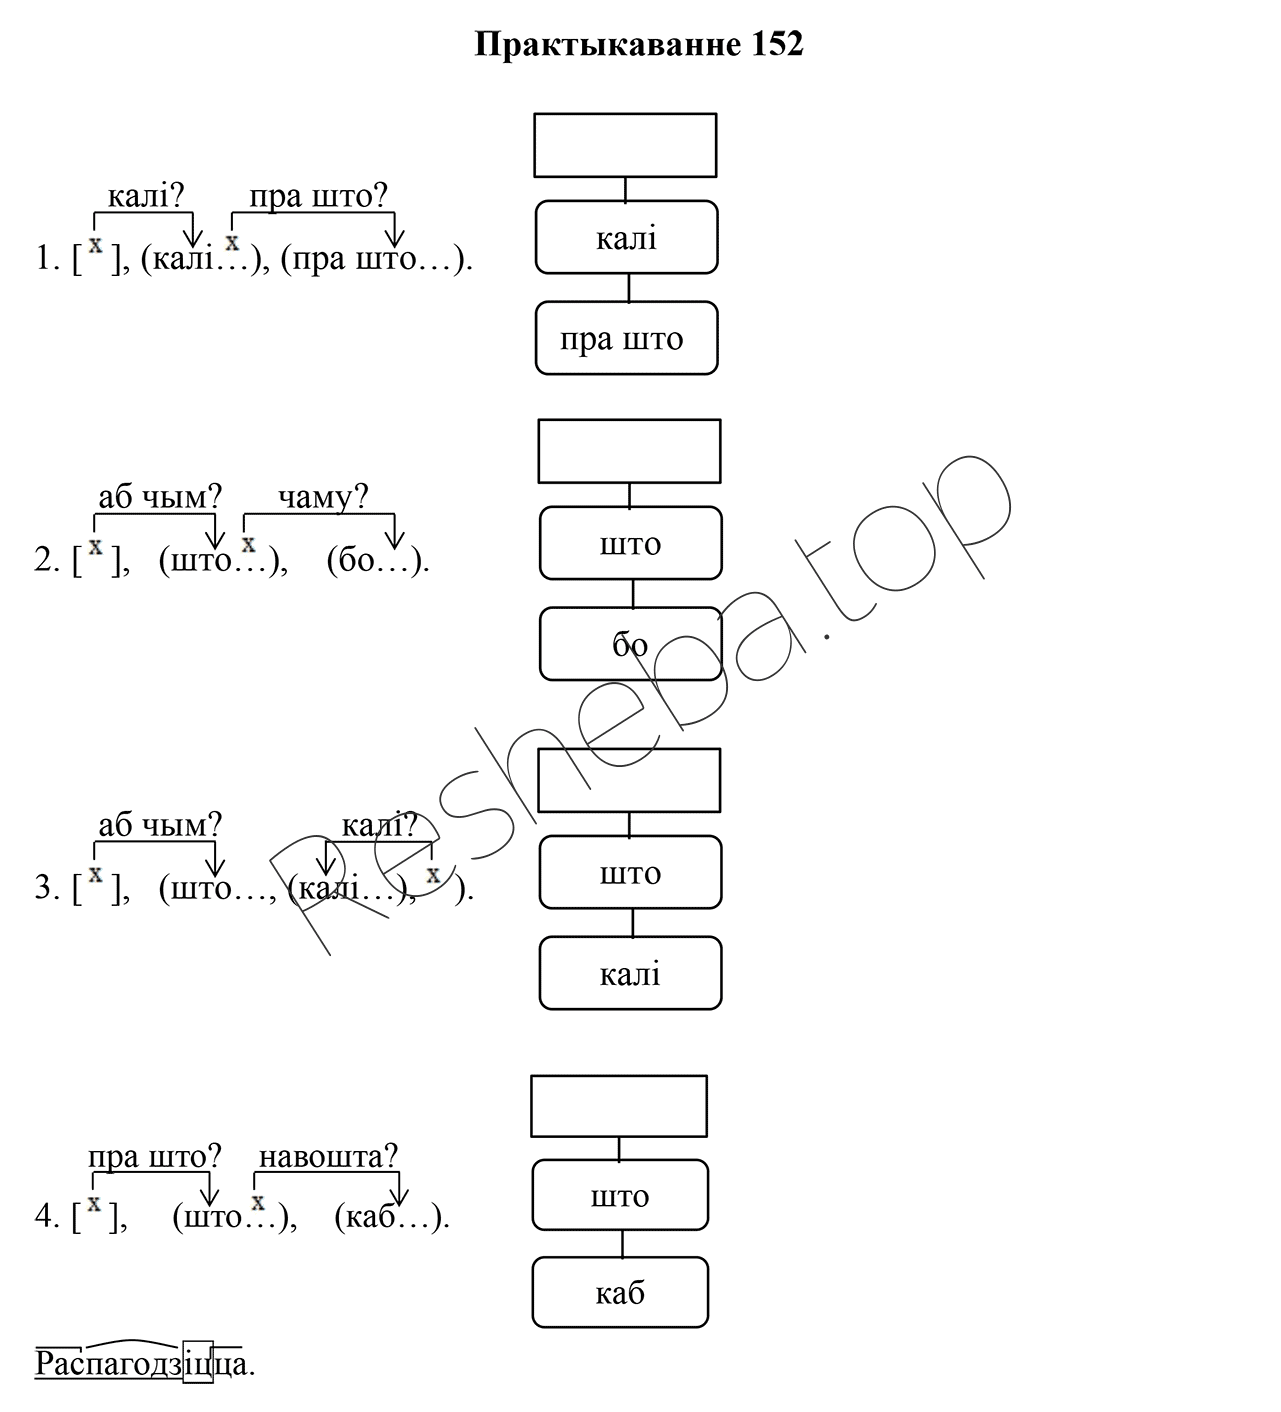 Практыкаванне 152
калі? пра што?
1. [ х ], (калі…х), (пра што…).
калі
пра што
аб чым? чаму?
2. [ х ], (што…х), (бо…).
што
бо
аб чым? калі?
3. [ х ], (што…, (калі…), х ).
што
калі
пра што? навошта?
4. [ х ], (што…х), (каб…).
што
каб
Распагодзіцца.
Resheba.top